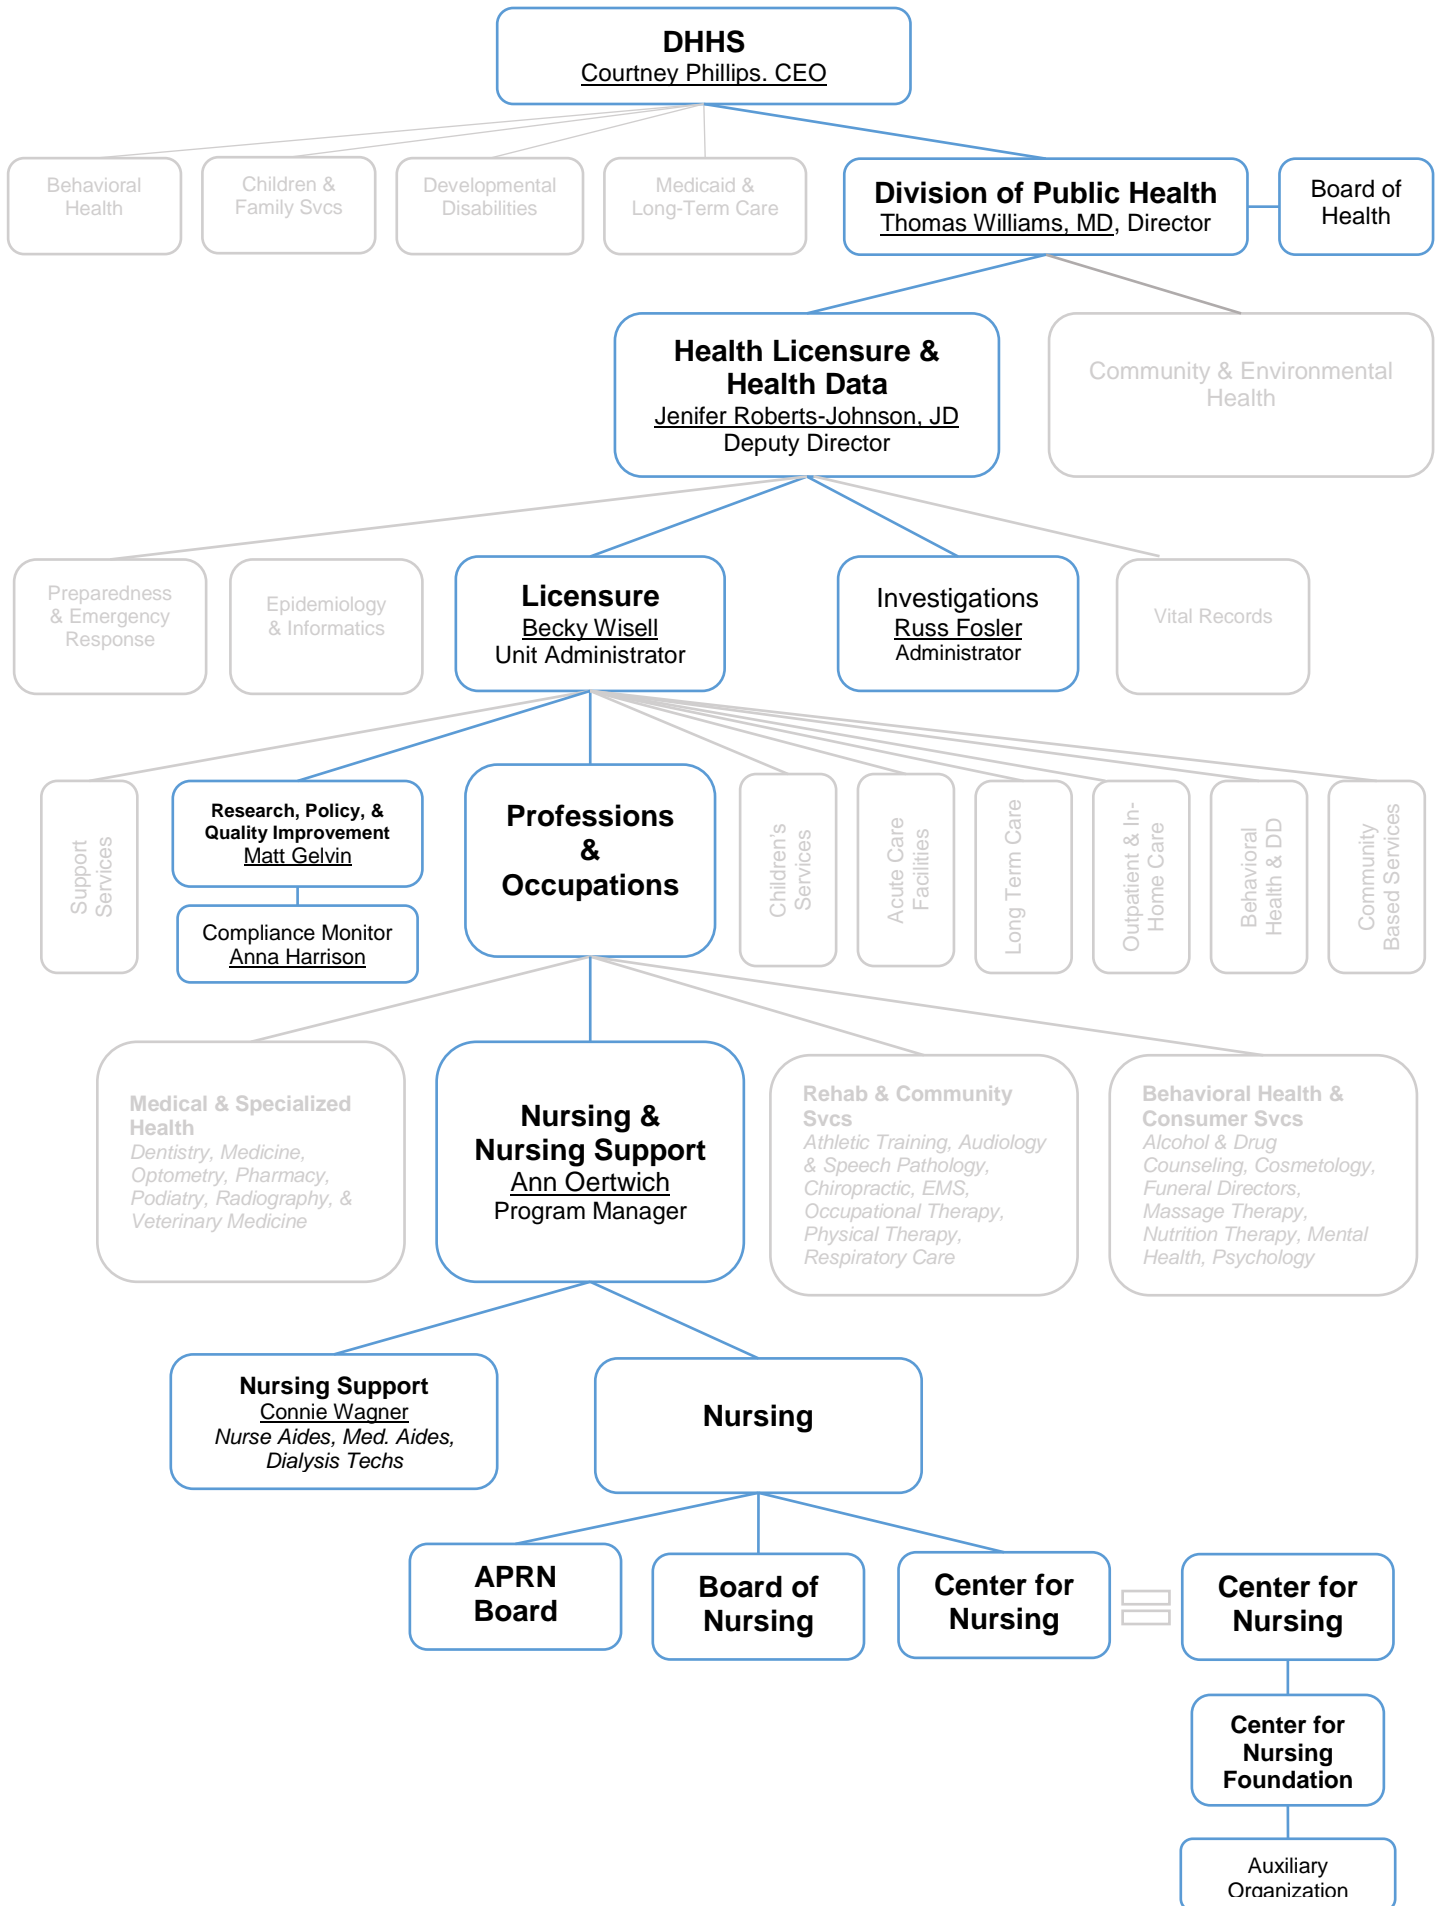 DHHS
Courtney Phillips. CEO
Behavioral
Health
Children &
Family Svcs
Developmental
Disabilities
Medicaid &
Long-Term Care
Division of Public Health
Thomas Williams, MD, Director
Board of
Health
Health Licensure &
Health Data
Jenifer Roberts-Johnson, JD
Deputy Director
Community & Environmental
Health
Preparedness
& Emergency
Response
Epidemiology
& Informatics
Licensure
Becky Wisell
Unit Administrator
Investigations
Russ Fosler
Administrator
Vital Records
Support
Services
Research, Policy, &
Quality Improvement
Matt Gelvin
Compliance Monitor
Anna Harrison
Professions
&
Occupations
Children's
Services
Acute Care
Facilities
Long Term Care
Outpatient & In-
Home Care
Behavioral
Health & DD
Community
Based Services
Medical & Specialized
Health
Dentistry, Medicine,
Optometry, Pharmacy,
Podiatry, Radiography, &
Veterinary Medicine
Nursing &
Nursing Support
Ann Oertwich
Program Manager
Rehab & Community
Svcs
Athletic Training, Audiology
& Speech Pathology,
Chiropractic, EMS,
Occupational Therapy,
Physical Therapy,
Respiratory Care
Behavioral Health &
Consumer Svcs
Alcohol & Drug
Counseling, Cosmetology,
Funeral Directors,
Massage Therapy,
Nutrition Therapy, Mental
Health, Psychology
Nursing Support
Connie Wagner
Nurse Aides, Med. Aides,
Dialysis Techs
Nursing
APRN
Board
Board of
Nursing
Center for
Nursing
Center for
Nursing
Center for
Nursing
Foundation
Auxiliary
Organization